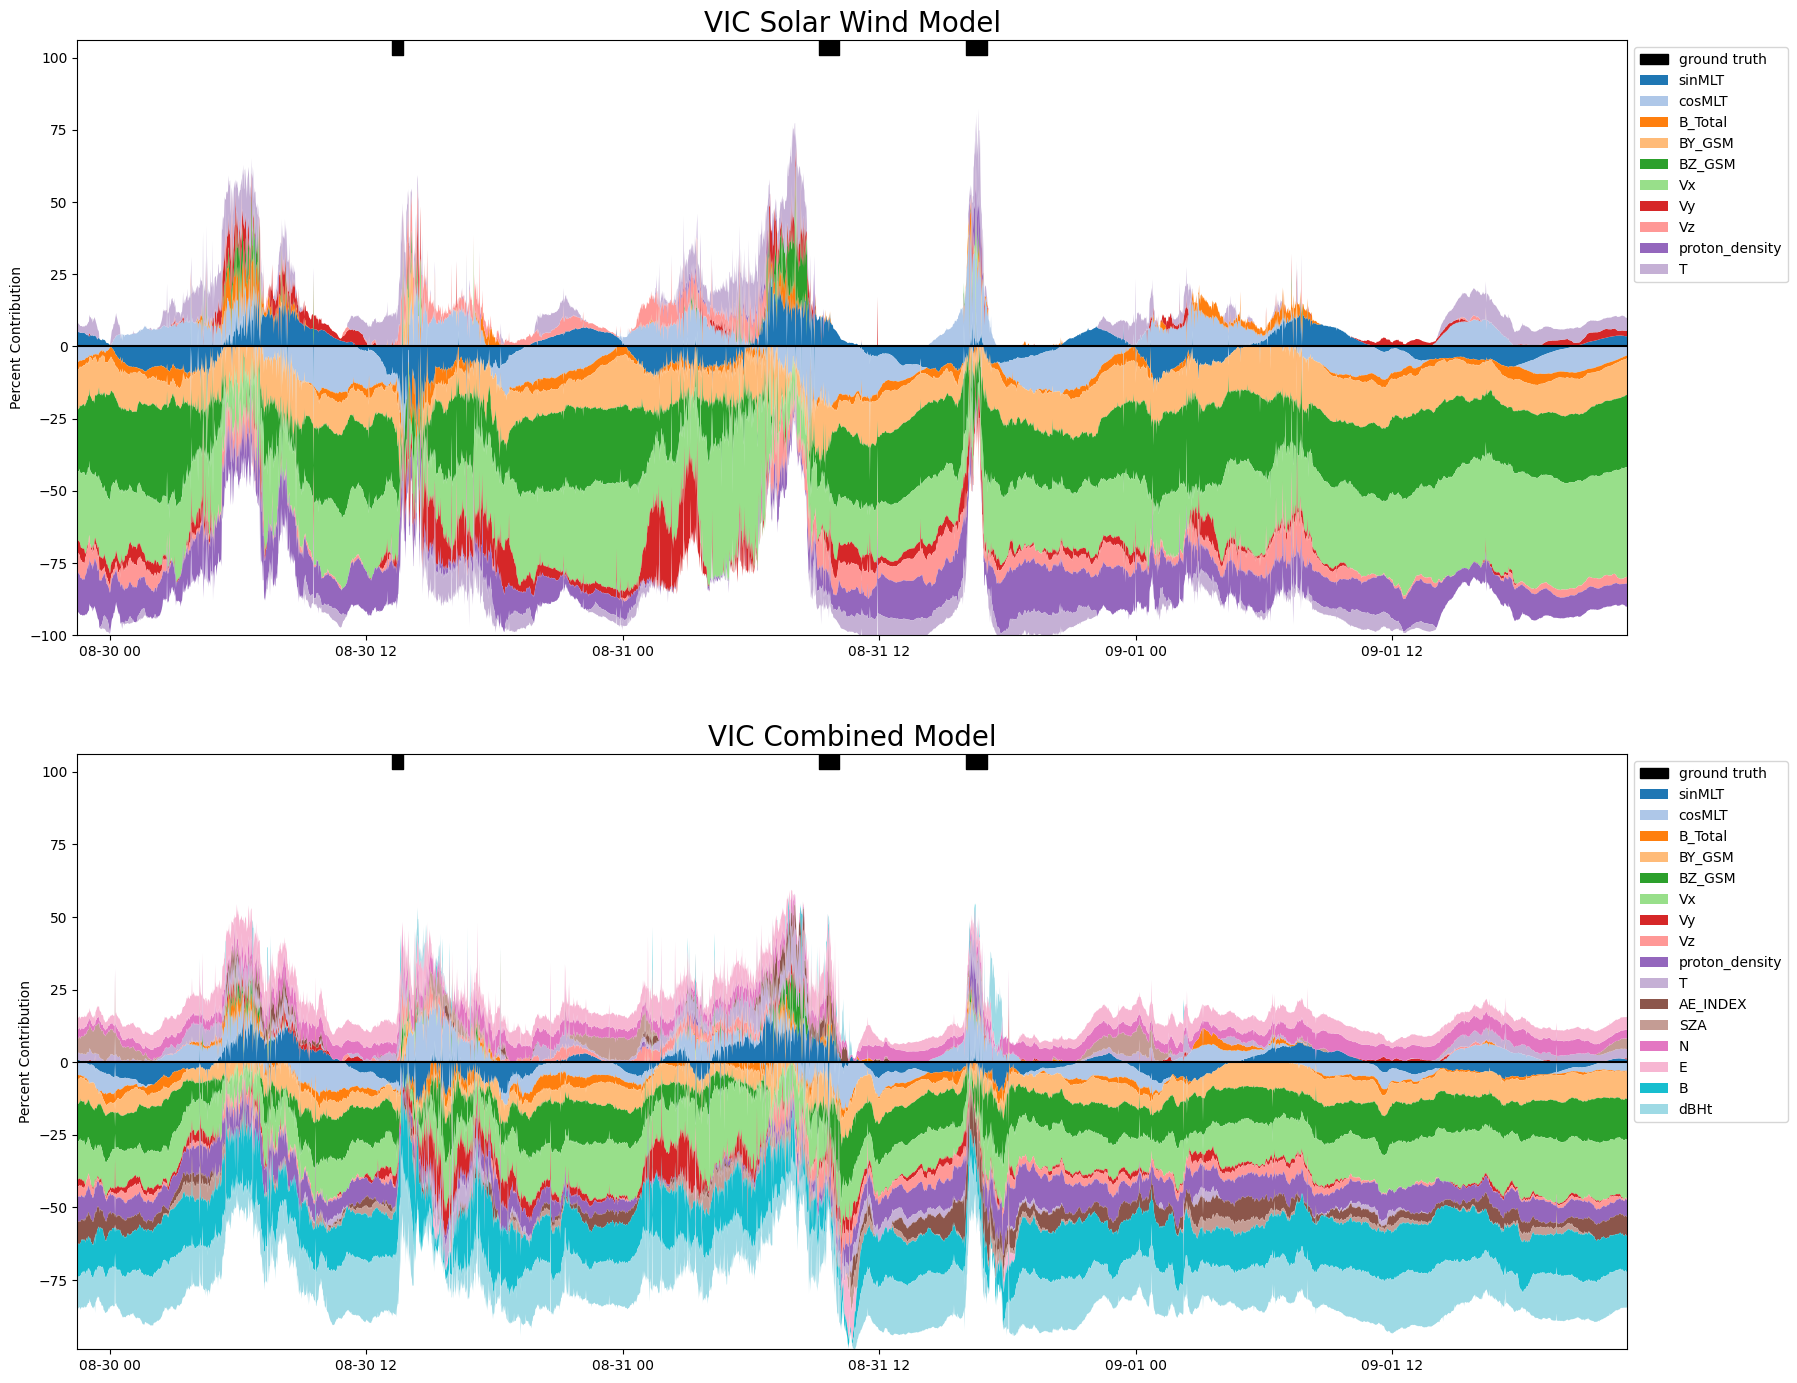 VIC Solar Wind Model
Percent Contribution
100
75
50
25
0
−25
−50
−75
−100
08-30 00
08-30 12
08-31 00
08-31 12
09-01 00
09-01 12
ground truth
sinMLT
cosMLT
B_Total
BY_GSM
BZ_GSM
Vx
Vy
Vz
proton_density
T
VIC Combined Model
Percent Contribution
100
75
50
25
0
−25
−50
−75
08-30 00
08-30 12
08-31 00
08-31 12
09-01 00
09-01 12
ground truth
sinMLT
cosMLT
B_Total
BY_GSM
BZ_GSM
Vx
Vy
Vz
proton_density
T
AE_INDEX
SZA
N
E
B
dBHt